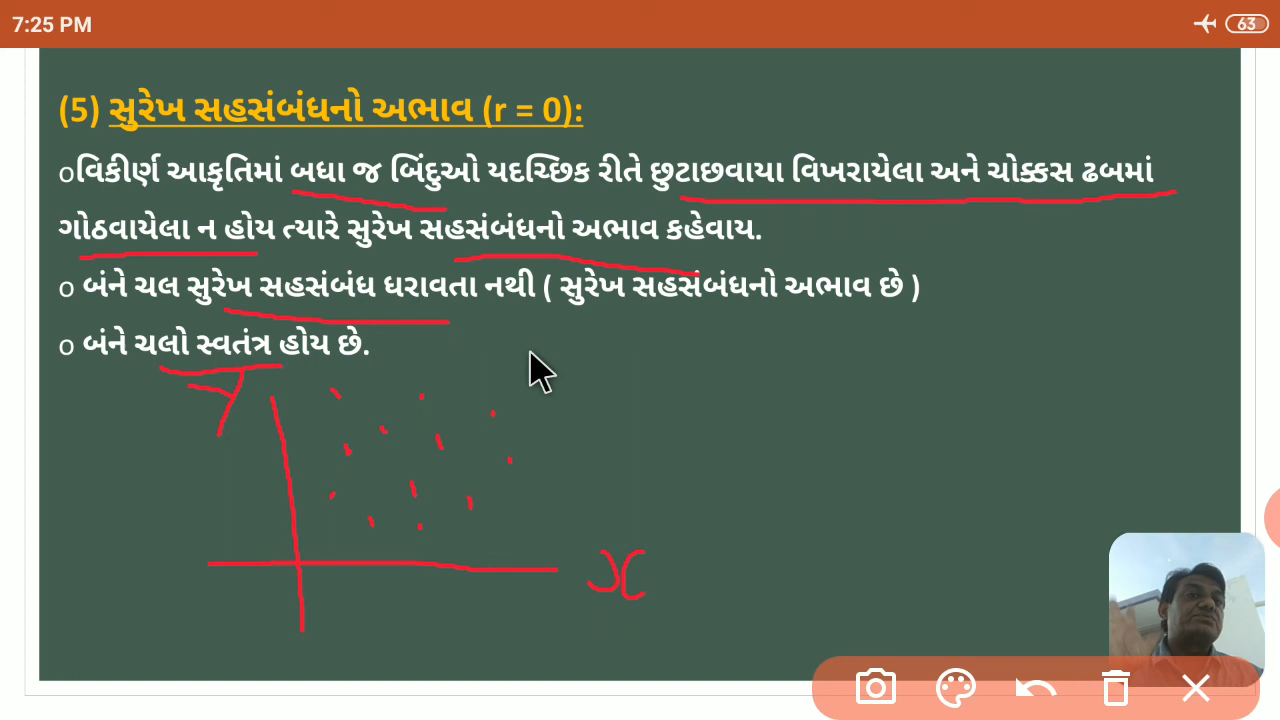 7:25 PM
63
(5) સુરેખ સહસંબંધનો અભાવ (r = 0):
oવિકીર્ણ આકૃતિમાં બધા જ બિંદુઓ યદચ્છિક રીતે છુટાછવાયા વિખરાયેલા અને ચોક્કસ ઢબમાં
ગોઠવાયેલા ન હોય ત્યારે સુરેખ સહસંબંધનો અભાવ કહેવાય.
o બંને ચલ સુરેખ સહસંબંધ ધરાવતા નથી ( સુરેખ સહસંબંધનો અભાવ છે )
o બંને ચલો સ્વતંત્ર હોય છે.
y
x